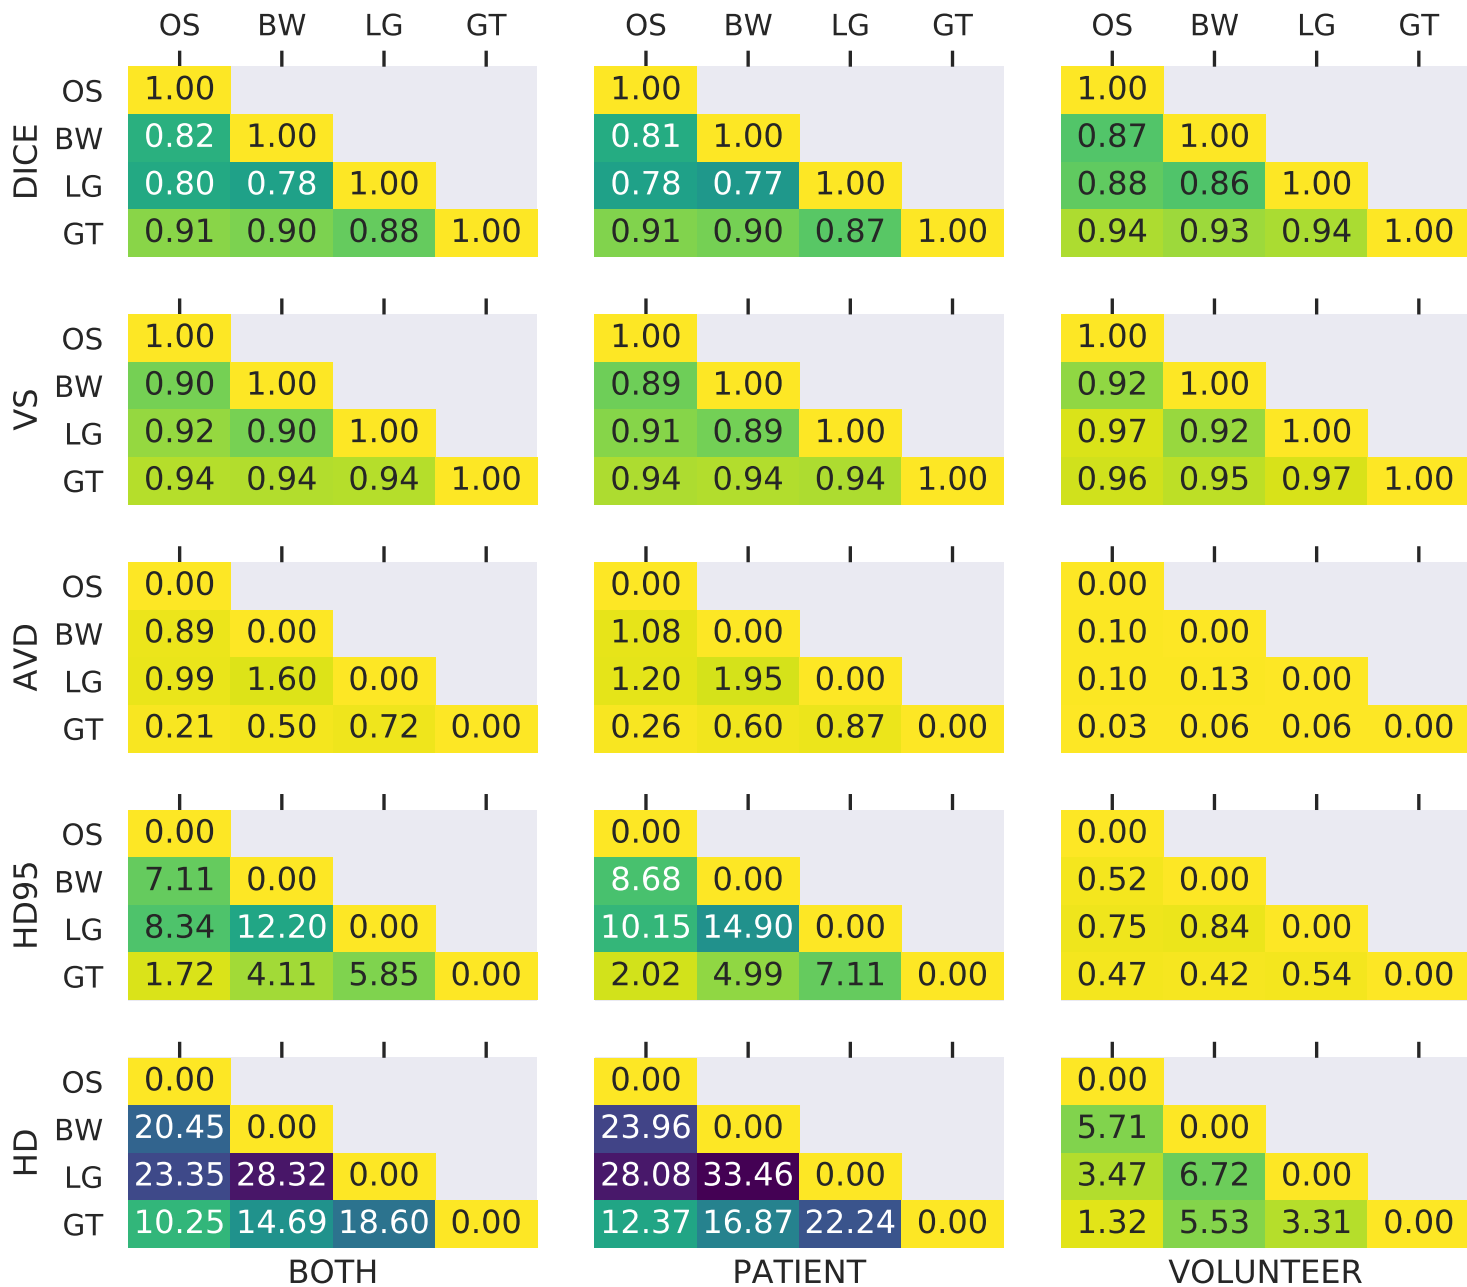 OS BW LG GT OS BW LG GT OS BW LG GT
DICE
OS 1.00 1.00 1.00
BW 0.82 1.00 0.81 1.00 0.87 1.00
LG 0.80 0.78 1.00 0.78 0.77 1.00 0.88 0.86 1.00
GT 0.91 0.90 0.88 1.00 0.91 0.90 0.87 1.00 0.94 0.93 0.94 1.00
VS
OS 1.00 1.00 1.00
BW 0.90 1.00 0.89 1.00 0.92 1.00
LG 0.92 0.90 1.00 0.91 0.89 1.00 0.97 0.92 1.00
GT 0.94 0.94 0.94 1.00 0.94 0.94 0.94 1.00 0.96 0.95 0.97 1.00
AVD
OS 0.00 0.00 0.00
BW 0.89 0.00 1.08 0.00 0.10 0.00
LG 0.99 1.60 0.00 1.20 1.95 0.00 0.10 0.13 0.00
GT 0.21 0.50 0.72 0.00 0.26 0.60 0.87 0.00 0.03 0.06 0.06 0.00
HD95
OS 0.00 0.00 0.00
BW 7.11 0.00 8.68 0.00 0.52 0.00
LG 8.34 12.20 0.00 10.15 14.90 0.00 0.75 0.84 0.00
GT 1.72 4.11 5.85 0.00 2.02 4.99 7.11 0.00 0.47 0.42 0.54 0.00
HD
OS 0.00 0.00 0.00
BW 20.45 0.00 23.96 0.00 5.71 0.00
LG 23.35 28.32 0.00 28.08 33.46 0.00 3.47 6.72 0.00
GT 10.25 14.69 18.60 0.00 12.37 16.87 22.24 0.00 1.32 5.53 3.31 0.00
BOTH PATIENT VOLUNTEER